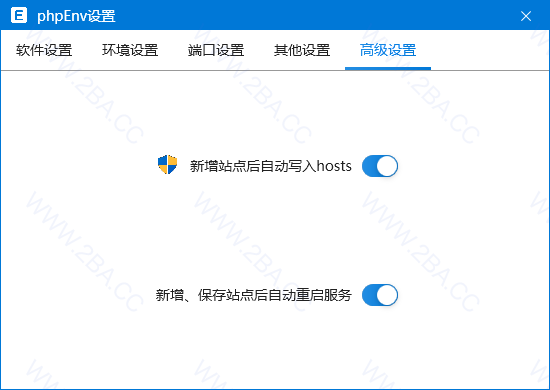 phpEnv设置
软件设置 环境设置 端口设置 其他设置 高级设置
新增站点后自动写入hosts
新增、保存站点后自动重启服务
WWW.2BA.CC